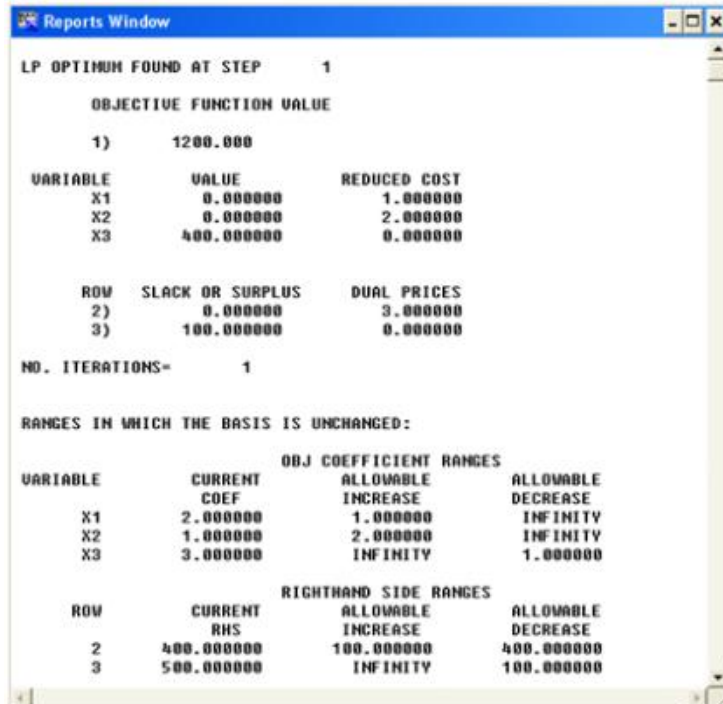 Reports Window
LP OPTIMUM FOUND AT STEP 1
OBJECTIVE FUNCTION VALUE
1) 1200.000
VARIABLE VALUE REDUCED COST
X1 0.000000 1.000000
X2 0.000000 2.000000
X3 400.000000 0.000000
ROW SLACK OR SURPLUS DUAL PRICES
2) 0.000000 3.000000
3) 100.000000 0.000000
NO. ITERATIONS= 1
RANGES IN WHICH THE BASIS IS UNCHANGED:
OBJ COEFFICIENT RANGES
VARIABLE CURRENT ALLOWABLE ALLOWABLE
COEF INCREASE DECREASE
X1 2.000000 1.000000 INFINITY
X2 1.000000 2.000000 INFINITY
X3 3.000000 INFINITY 1.000000
RIGHTHAND SIDE RANGES
ROW CURRENT ALLOWABLE ALLOWABLE
RHS INCREASE DECREASE
2 400.000000 100.000000 400.000000
3 500.000000 INFINITY 100.000000